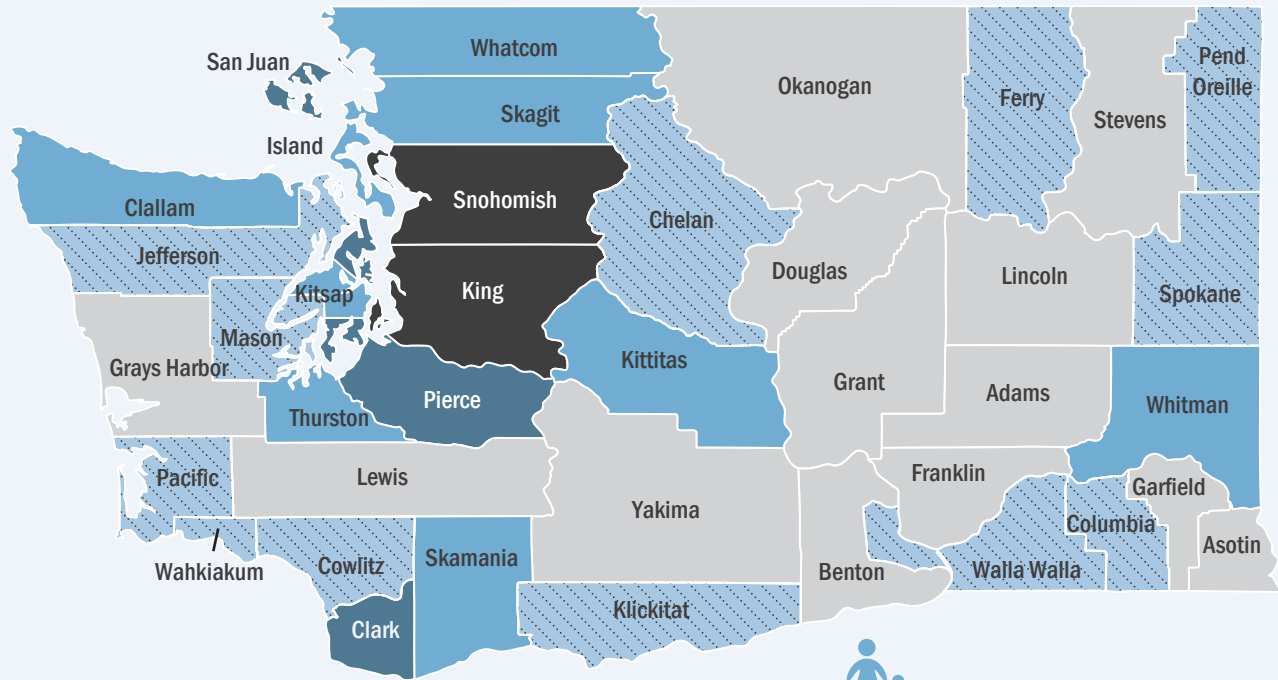 Whatcom
San Juan
Pend
Oreille
Okanogan
Ferry
Stevens
Skagit
Island
Snohomish
Clallam
Chelan
Jefferson
Douglas
Lincoln
King
Kitsap
Spokane
Mason
Grays Harbor
Kittitas
Grant
Adams
Pierce
Whitman
Thurston
Pacific
Lewis
Franklin
Garfield
Yakima
Columbia
Asotin
Skamania
Wahkiakum
Cowlitz
Benton
Walla Walla
Klickitat
Clark